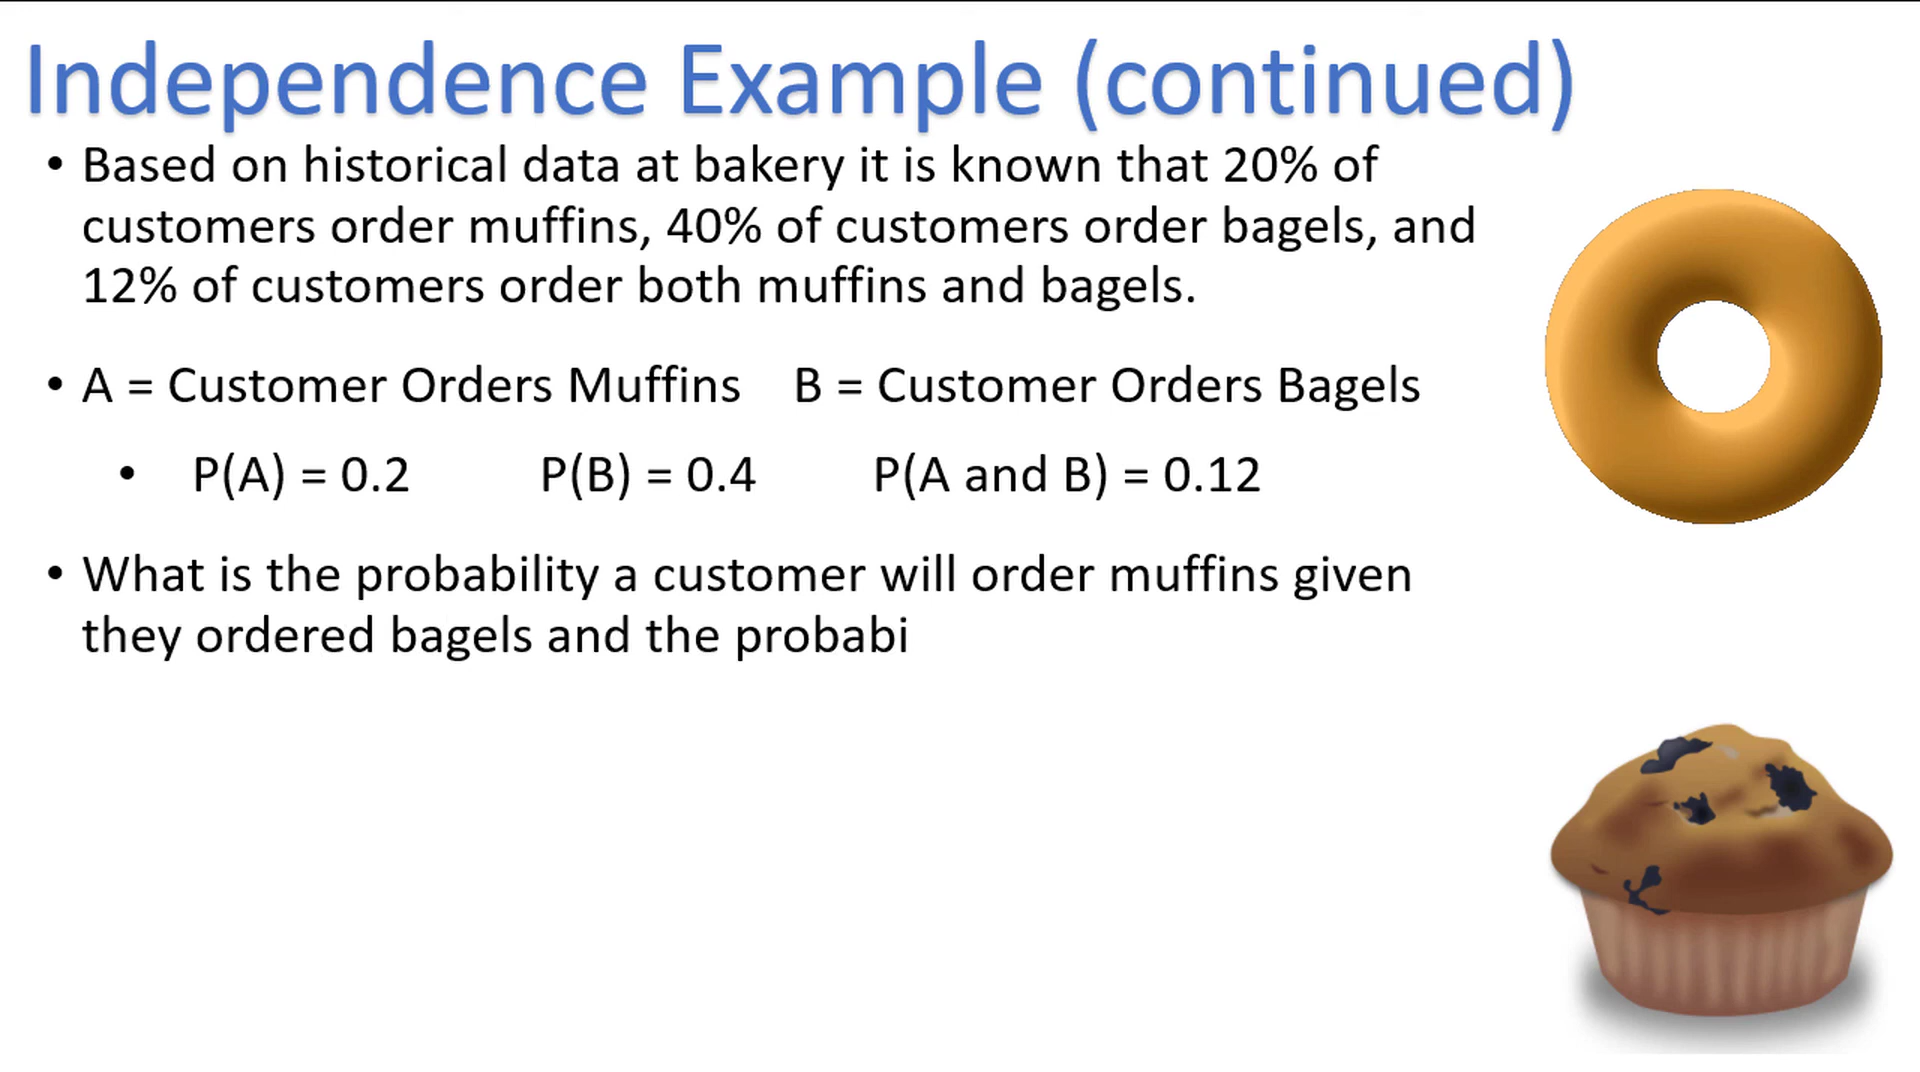 Independence Example (continued)
• Based on historical data at bakery it is known that 20% of
customers order muffins, 40% of customers order bagels, and
12% of customers order both muffins and bagels.
• A = Customer Orders Muffins B = Customer Orders Bagels
• P(A) = 0.2 P(B) = 0.4 P(A and B) = 0.12
• What is the probability a customer will order muffins given
they ordered bagels and the probabi